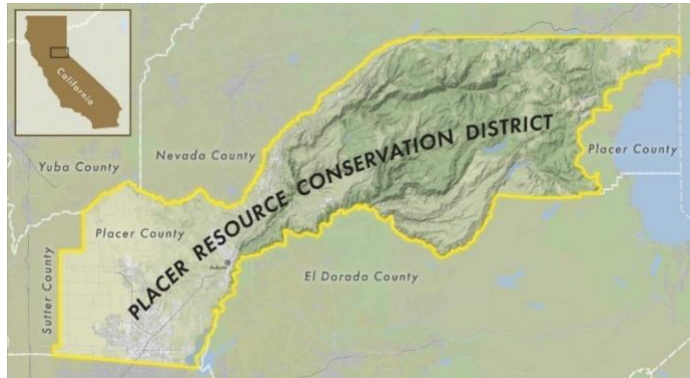 California
Yuba County
Nevada County
Placer County
PLACER RESOURCE CONSERVATION DISTRICT
Placer County
Sutter County
Auburn
El Dorado County